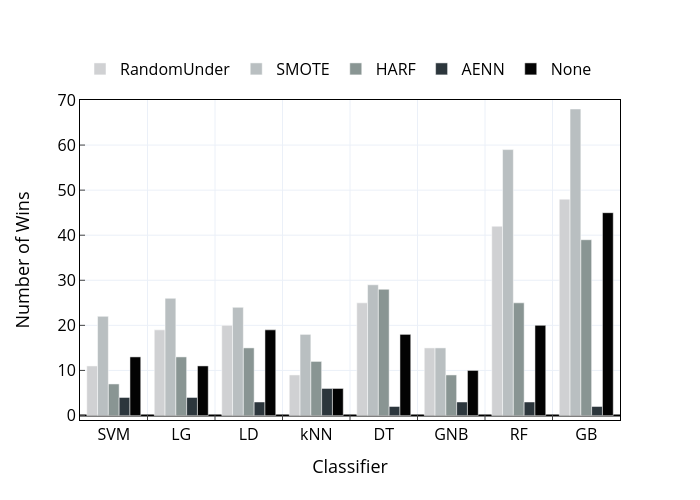 RandomUnder SMOTE HARF AENN None
70
60
50
40
30
20
10
0
Number of Wins
SVM LG LD kNN DT GNB RF GB
Classifier